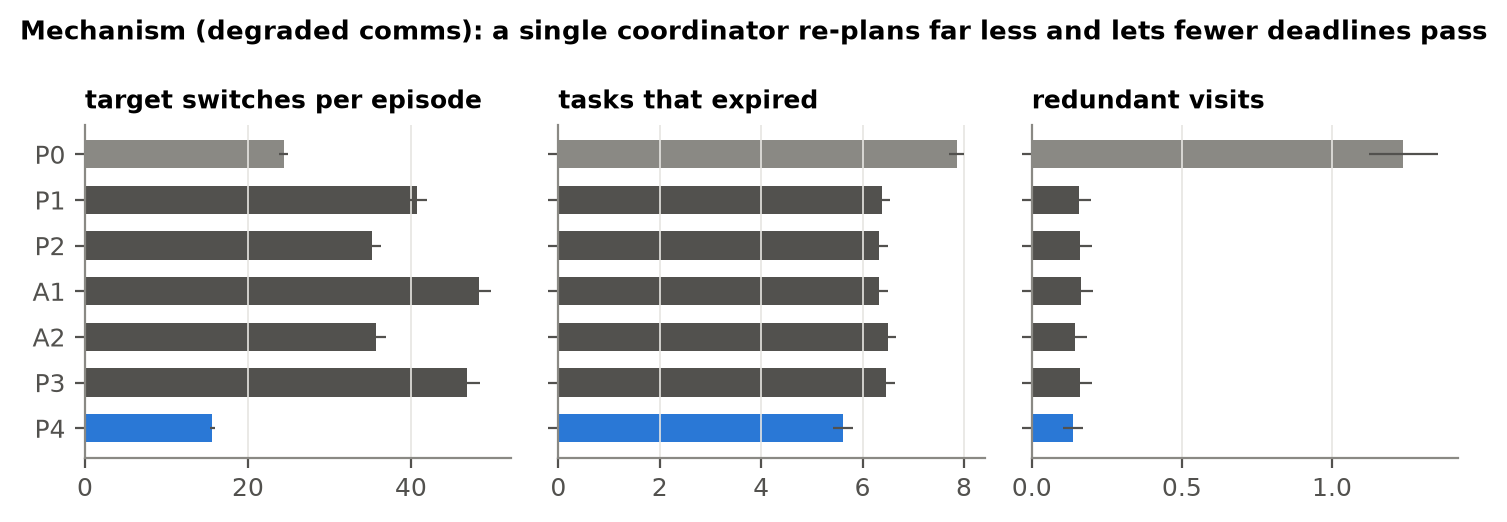 Mechanism (degraded comms): a single coordinator re-plans far less and lets fewer deadlines pass
target switches per episode
tasks that expired
redundant visits
P0
P1
P2
A1
A2
P3
P4
0 20 40
0 2 4 6 8
0.0 0.5 1.0